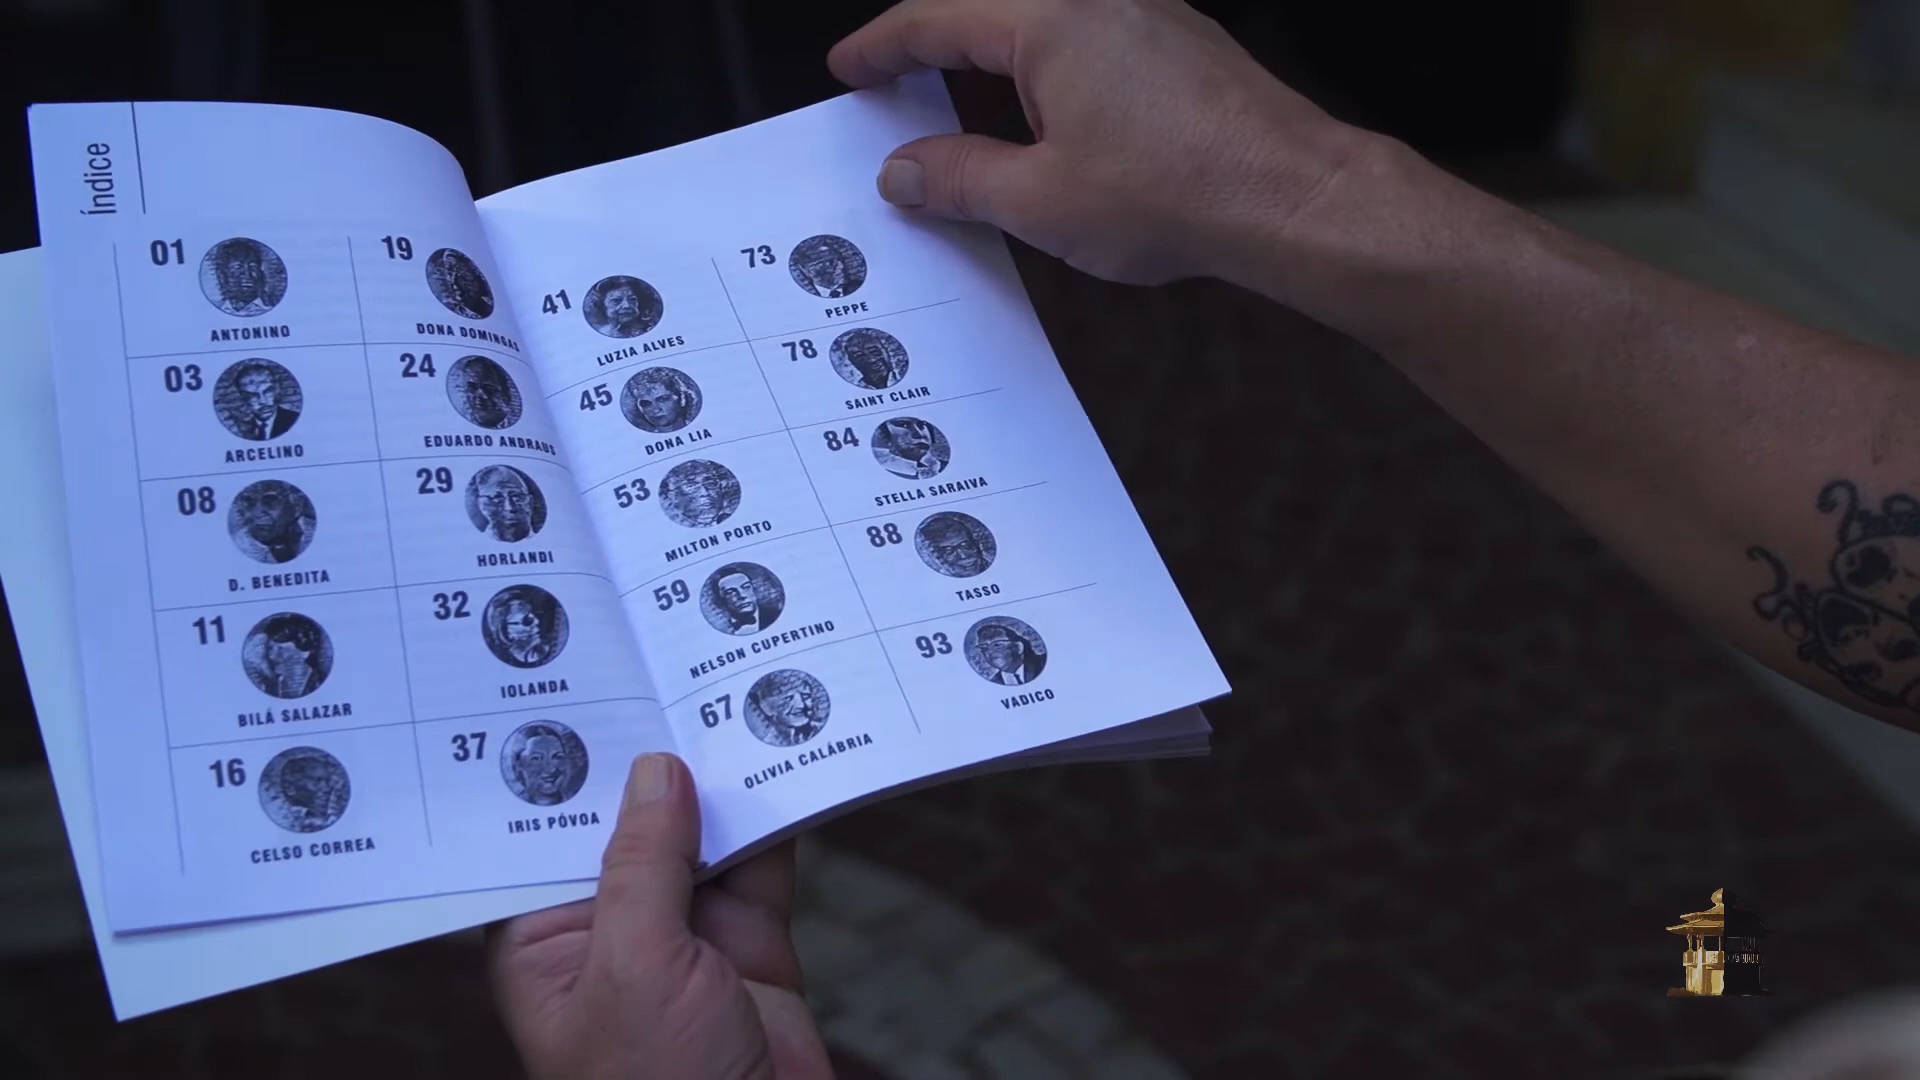 Índice
01
ANTONINO
03
ARCELINO
08
D. BENEDITA
11
BILÁ SALAZAR
16
CELSO CORREA
19
DONA DOMINGAS
24
EDUARDO ANDRAUS
29
HORLANDI
32
IOLANDA
37
IRIS PÓVOA
41
LUZIA ALVES
45
DONA LIA
53
MILTON PORTO
59
NELSON CUPERTINO
67
OLIVIA CALÁBRIA
73
PEPPE
78
SAINT CLAIR
84
STELLA SARAIVA
88
TASSO
93
VADICO